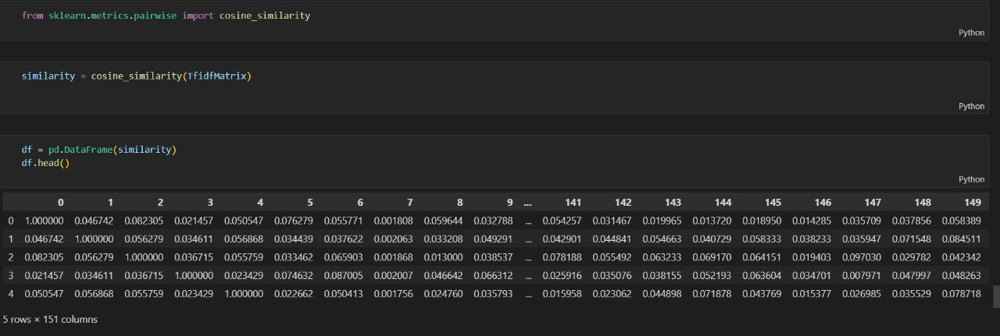 from sklearn.metrics.pairwise import cosine_similarity
Python
similarity = cosine_similarity(TfidfMatrix)
Python
df = pd.DataFrame(similarity)
df.head()
Python
0 1 2 3 4 5 6 7 8 9 ... 141 142 143 144 145 146 147 148 149
0 1.000000 0.046742 0.082305 0.021457 0.050547 0.076279 0.055771 0.001808 0.059644 0.032788 ... 0.054257 0.031467 0.019965 0.013720 0.018950 0.014285 0.035709 0.037856 0.058389
1 0.046742 1.000000 0.056279 0.034611 0.056868 0.034439 0.037622 0.002063 0.033208 0.049291 ... 0.042901 0.044841 0.054663 0.040729 0.058333 0.038233 0.035947 0.071548 0.084511
2 0.082305 0.056279 1.000000 0.036715 0.055759 0.033462 0.065903 0.001868 0.013000 0.038537 ... 0.078188 0.055492 0.063233 0.069170 0.064151 0.019403 0.097030 0.029782 0.042342
3 0.021457 0.034611 0.036715 1.000000 0.023429 0.074632 0.087005 0.002007 0.046642 0.066312 ... 0.025916 0.035076 0.038155 0.052193 0.063604 0.034701 0.007971 0.047997 0.048263
4 0.050547 0.056868 0.055759 0.023429 1.000000 0.022662 0.050413 0.001756 0.024760 0.035793 ... 0.015958 0.023062 0.044898 0.071878 0.043769 0.015377 0.026985 0.035529 0.078718
5 rows × 151 columns